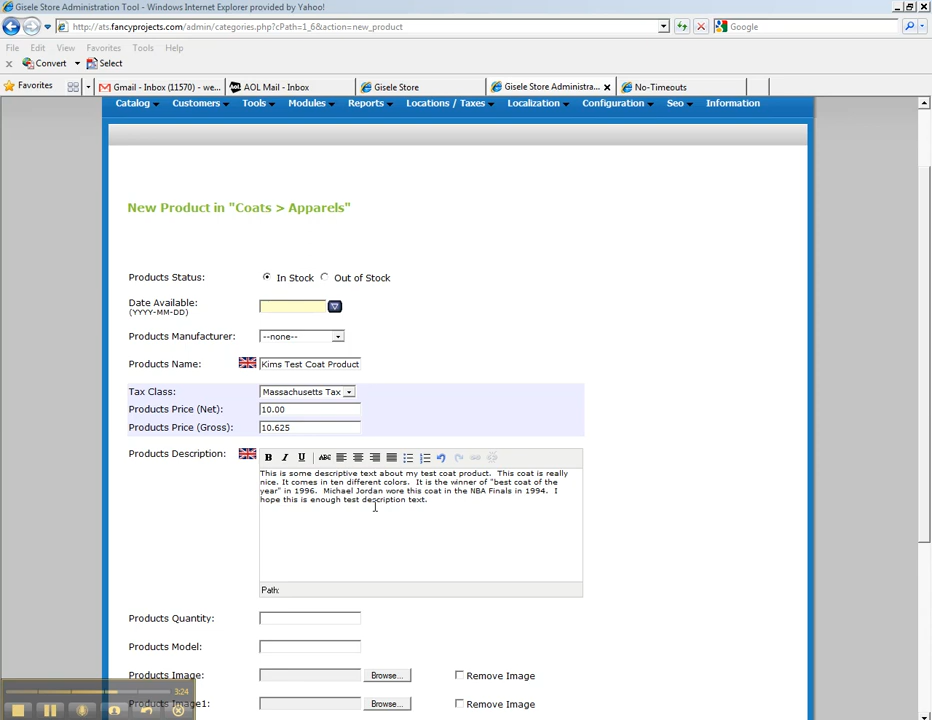 Gisele Store Administration Tool - Windows Internet Explorer provided by Yahoo!
http://ats.fancyprojects.com/admin/categories.php?cPath=1_6&action=new_product
Google
File Edit View Favorites Tools Help
Convert Select
Favorites
Gmail - Inbox (11570) - we...
AOL Mail - Inbox
Gisele Store
Gisele Store Administra...
No-Timeouts
Catalog Customers Tools Modules Reports Locations / Taxes Localization Configuration Seo Information
New Product in "Coats > Apparels"
Products Status: In Stock Out of Stock
Date Available:
(YYYY-MM-DD)
Products Manufacturer: --none--
Products Name: Kims Test Coat Product
Tax Class: Massachusetts Tax
Products Price (Net): 10.00
Products Price (Gross): 10.625
Products Description: B I U ABC
This is some descriptive text about my test coat product. This coat is really
nice. It comes in ten different colors. It is the winner of "best coat of the
year" in 1996. Michael Jordan wore this coat in the NBA Finals in 1994. I
hope this is enough test description text.
Path:
Products Quantity:
Products Model:
Products Image: Browse... Remove Image
Products Image1: Browse... Remove Image
3:24